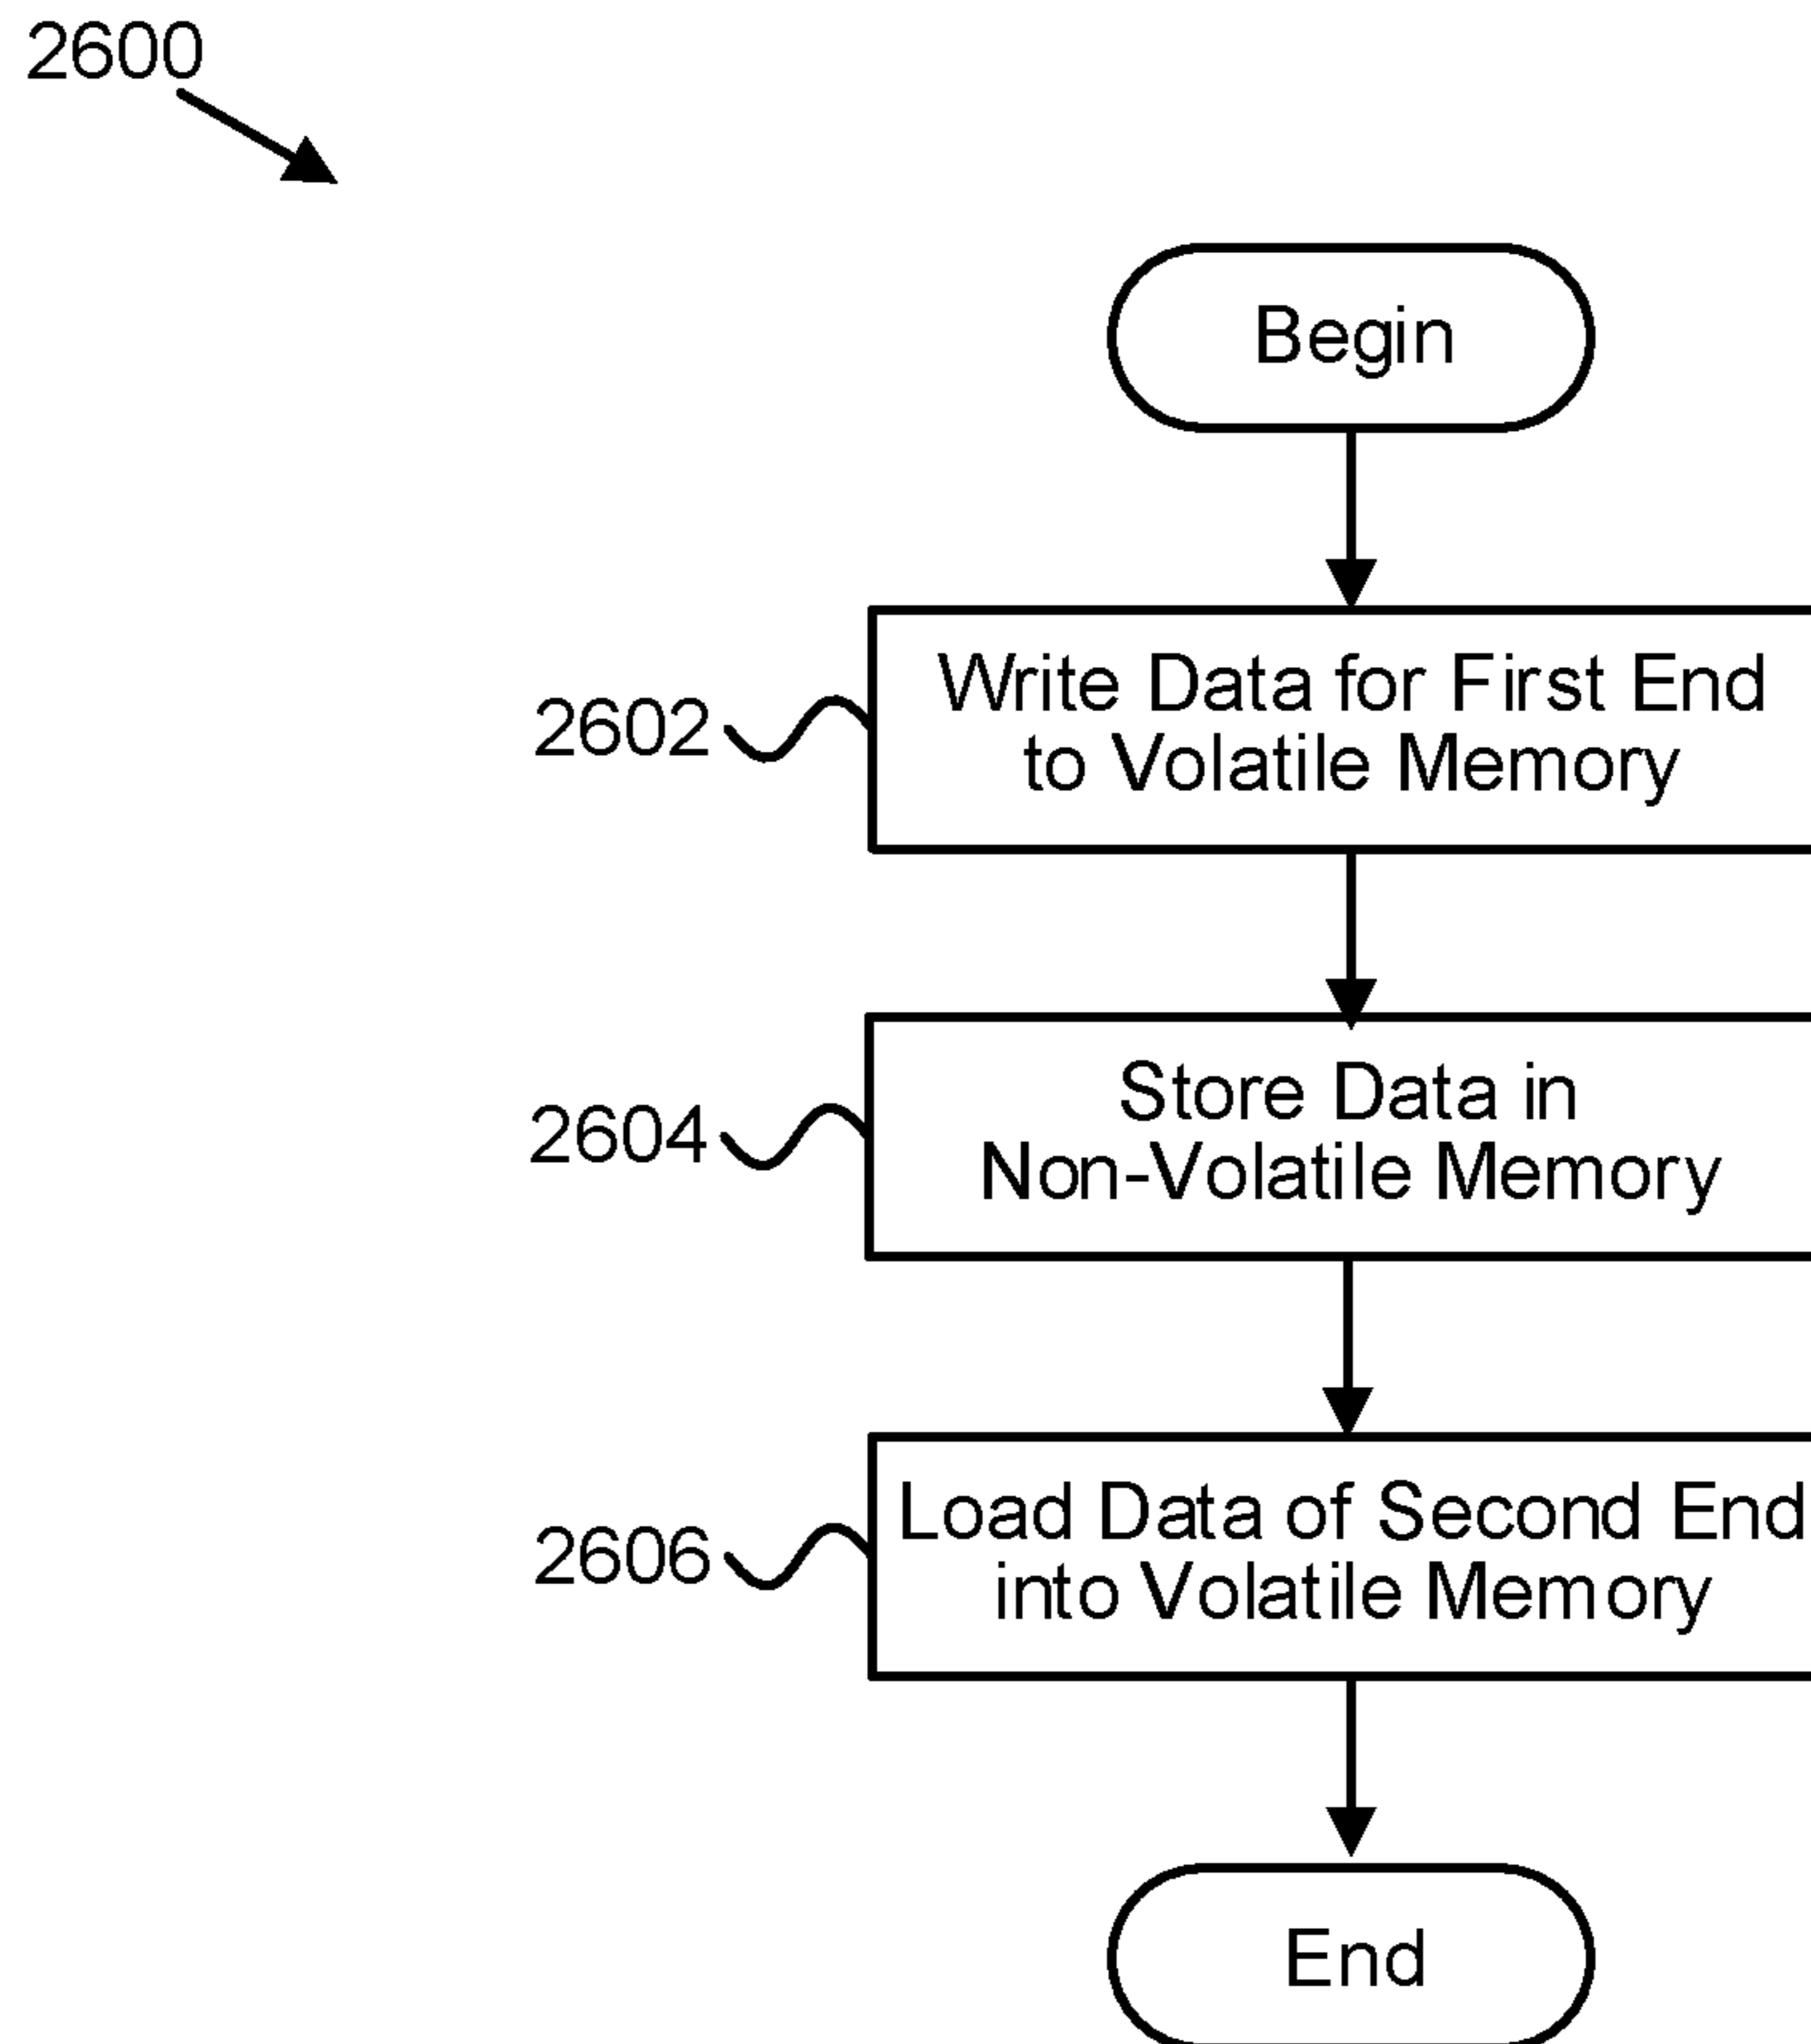 2600
Begin
2602
Write Data for First End
to Volatile Memory
2604
Store Data in
Non-Volatile Memory
2606
Load Data of Second End
into Volatile Memory
End